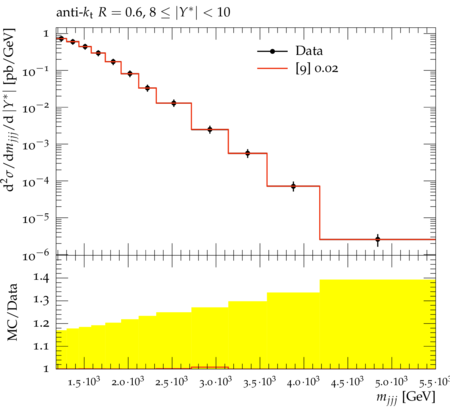 anti-kt R = 0.6, 8 ≤ |Y*| < 10
d²σ/dmjjj/d|Y*| [pb/GeV]
1
10⁻¹
10⁻²
10⁻³
10⁻⁴
10⁻⁵
10⁻⁶
Data
[9] 0.02
MC/Data
1.4
1.3
1.2
1.1
1
1.5·10³ 2.0·10³ 2.5·10³ 3.0·10³ 3.5·10³ 4.0·10³ 4.5·10³ 5.0·10³ 5.5·10³
mjjj [GeV]